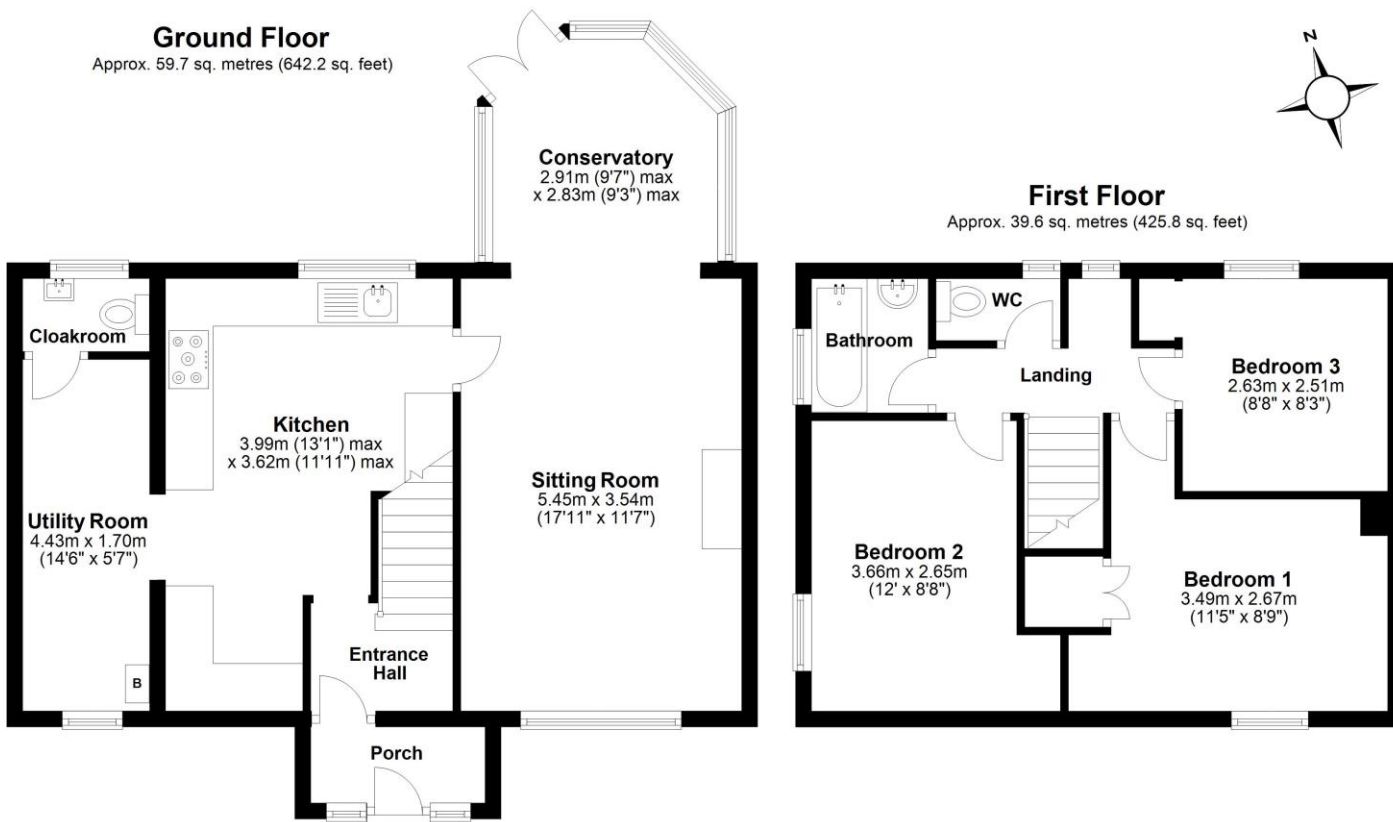 Ground Floor
Approx. 59.7 sq. metres (642.2 sq. feet)
Conservatory
2.91m (9'7") max
x 2.83m (9'3") max
Cloakroom
Kitchen
3.99m (13'1") max
x 3.62m (11'11") max
Sitting Room
5.45m x 3.54m
(17'11" x 11'7")
Utility Room
4.43m x 1.70m
(14'6" x 5'7")
B
Entrance
Hall
Porch
N
First Floor
Approx. 39.6 sq. metres (425.8 sq. feet)
WC
Bathroom
Landing
Bedroom 3
2.63m x 2.51m
(8'8" x 8'3")
Bedroom 2
3.66m x 2.65m
(12' x 8'8")
Bedroom 1
3.49m x 2.67m
(11'5" x 8'9")